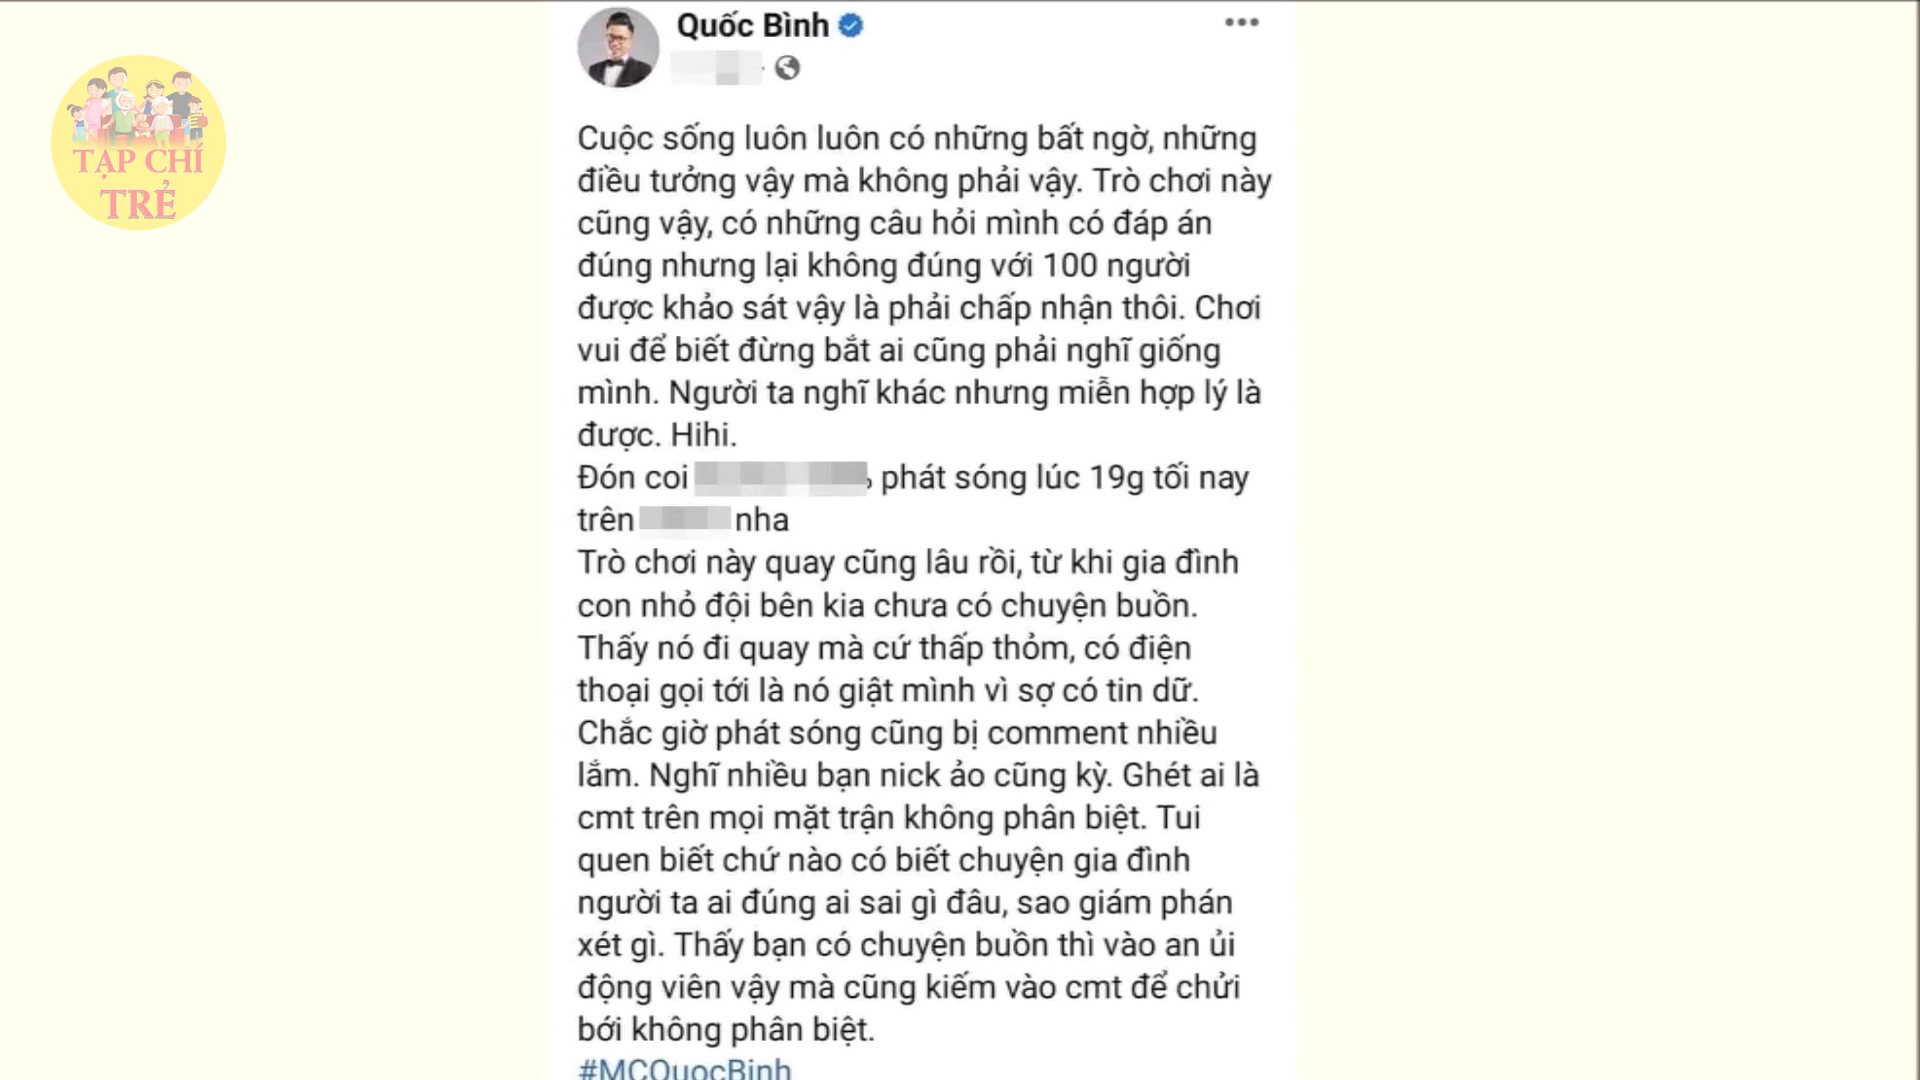 TẠP CHÍ
TRẺ
Quốc Bình
Cuộc sống luôn luôn có những bất ngờ, những
điều tưởng vậy mà không phải vậy. Trò chơi này
cũng vậy, có những câu hỏi mình có đáp án
đúng nhưng lại không đúng với 100 người
được khảo sát vậy là phải chấp nhận thôi. Chơi
vui để biết đừng bắt ai cũng phải nghĩ giống
mình. Người ta nghĩ khác nhưng miễn hợp lý là
được. Hihi.
Đón coi phát sóng lúc 19g tối nay
trên nha
Trò chơi này quay cũng lâu rồi, từ khi gia đình
con nhỏ đội bên kia chưa có chuyện buồn.
Thấy nó đi quay mà cứ thấp thỏm, có điện
thoại gọi tới là nó giật mình vì sợ có tin dữ.
Chắc giờ phát sóng cũng bị comment nhiều
lắm. Nghĩ nhiều bạn nick ảo cũng kỳ. Ghét ai là
cmt trên mọi mặt trận không phân biệt. Tui
quen biết chứ nào có biết chuyện gia đình
người ta ai đúng ai sai gì đâu, sao giám phán
xét gì. Thấy bạn có chuyện buồn thì vào an ủi
động viên vậy mà cũng kiếm vào cmt để chửi
bới không phân biệt.
#MCQuocBinh